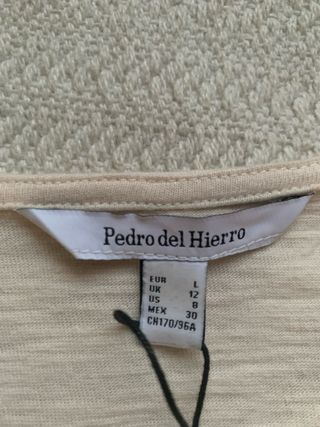 Pedro del Hierro
EUR L
UK 12
US 8
MEX 30
CH170/96A